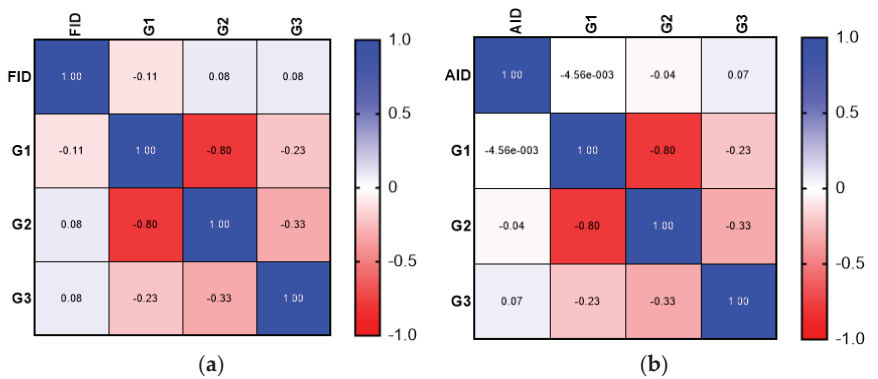 FID G1 G2 G3
FID 1.00 -0.11 0.08 0.08
G1 -0.11 1.00 -0.80 -0.23
G2 0.08 -0.80 1.00 -0.33
G3 0.08 -0.23 -0.33 1.00
1.0
0.5
0
-0.5
-1.0
(a)
AID G1 G2 G3
AID 1.00 -4.56e-003 -0.04 0.07
G1 -4.56e-003 1.00 -0.80 -0.23
G2 -0.04 -0.80 1.00 -0.33
G3 0.07 -0.23 -0.33 1.00
1.0
0.5
0
-0.5
-1.0
(b)